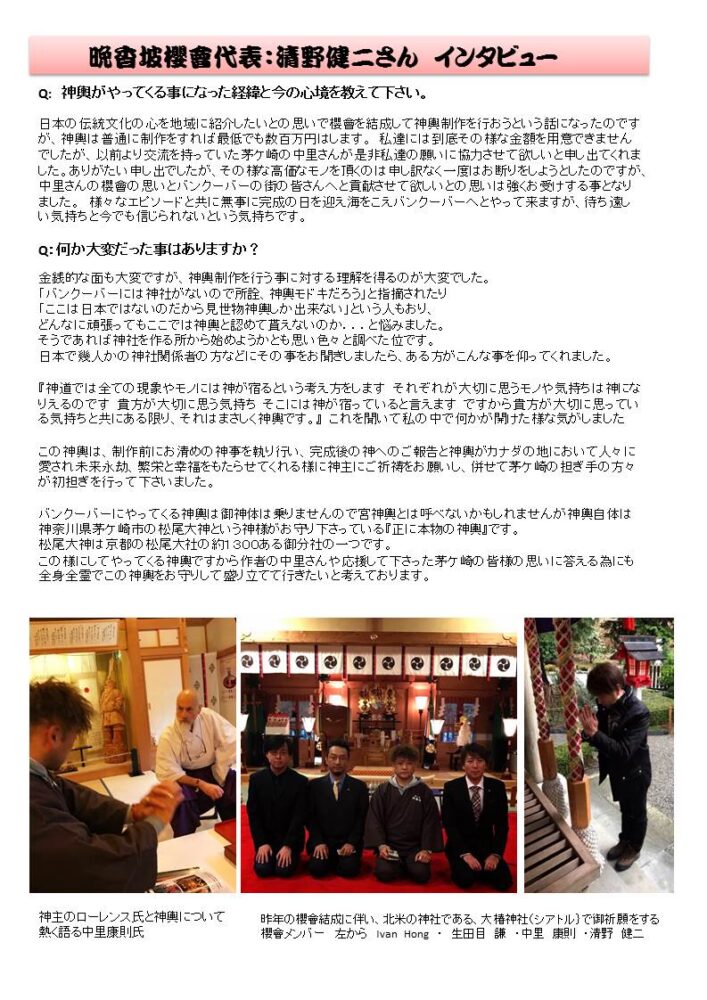 晩香坡櫻會代表：清野健二さん インタビュー
Q: 神輿がやってくる事になった経緯と今の心境を教えて下さい。
日本の伝統文化の心を地域に紹介したいとの思いで櫻會を結成して神輿制作を行おうという話になったのです
が、神輿は普通に制作をすれば最低でも数百万円はします。 私達には到底その様な金額を用意できません
でしたが、以前より交流を持っていた茅ケ崎の中里さんが是非私達の願いに協力させて欲しいと申し出てくれま
した。ありがたい申し出でしたが、その様な高価なモノを頂くのは申し訳なく一度はお断りをしようとしたのですが、
中里さんの櫻會の思いとバンクーバーの街の皆さんへと貢献させて欲しいとの思いは強くお受けする事となり
ました。 様々なエピソードと共に無事に完成の日を迎え海をこえバンクーバーへとやって来ますが、待ち遠し
い気持ちと今でも信じられないという気持ちです。
Q:何か大変だった事はありますか？
金銭的な面も大変ですが、神輿制作を行う事に対する理解を得るのが大変でした。
「バンクーバーには神社がないので所詮、神輿モドキだろう」と指摘されたり
「ここは日本ではないのだから見世物神輿しか出来ない」という人もおり、
どんなに頑張ってもここでは神輿と認めて貰えないのか．．．と悩みました。
そうであれば神社を作る所から始めようかとも思い色々と調べた位です。
日本で幾人かの神社関係者の方などにその事をお聞きしましたら、ある方がこんな事を仰ってくれました。
『神道では全ての現象やモノには神が宿るという考え方をします それぞれが大切に思うモノや気持ちは神にな
りえるのです 貴方が大切に思う気持ち そこには神が宿っていると言えます ですから貴方が大切に思ってい
る気持ちと共にある限り、それはまさしく神輿です。』 これを聞いて私の中で何かが開けた様な気がしました
この神輿は、制作前にお清めの神事を執り行い、完成後の神へのご報告と神輿がカナダの地において人々に
愛され未来永劫、繁栄と幸福をもたらせてくれる様に神主にご祈祷をお願いし、併せて茅ケ崎の担ぎ手の方々
が初担ぎを行って下さいました。
バンクーバーにやってくる神輿は御神体は乗りませんので宮神輿とは呼べないかもしれませんが神輿自体は
神奈川県茅ケ崎市の松尾大神という神様がお守り下さっている『正に本物の神輿』です。
松尾大神は京都の松尾大社の約１３００ある御分社の一つです。
この様にしてやってくる神輿ですから作者の中里さんや応援して下さった茅ケ崎の皆様の思いに答える為にも
全身全霊でこの神輿をお守りして盛り立てて行きたいと考えております。
神主のローレンス氏と神輿について
熱く語る中里康則氏
昨年の櫻會結成に伴い、北米の神社である、大椿神社（シアトル）で御祈願をする
櫻會メンバー 左から Ivan Hong ・ 生田目 謙 ・中里 康則 ・清野 健二